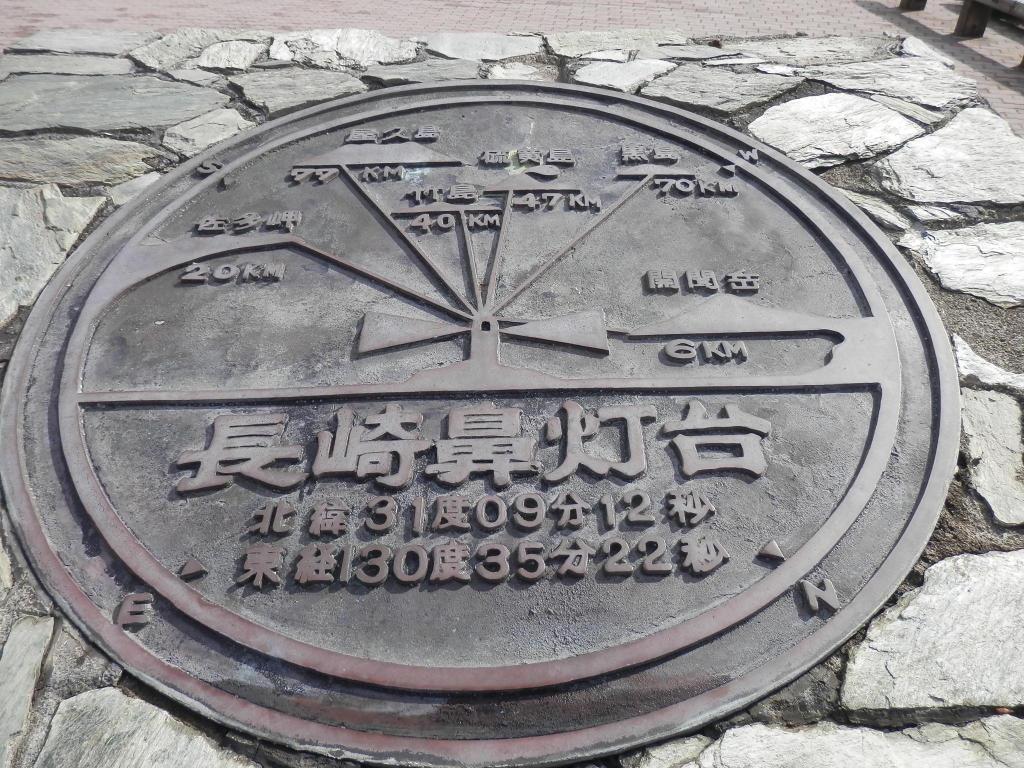 屋久島
77KM
竹島
40KM
硫黄島
47KM
黒島
70KM
佐多岬
20KM
開聞岳
6KM
長崎鼻灯台
北緯31度09分12秒
東経130度35分22秒
S
W
E
N